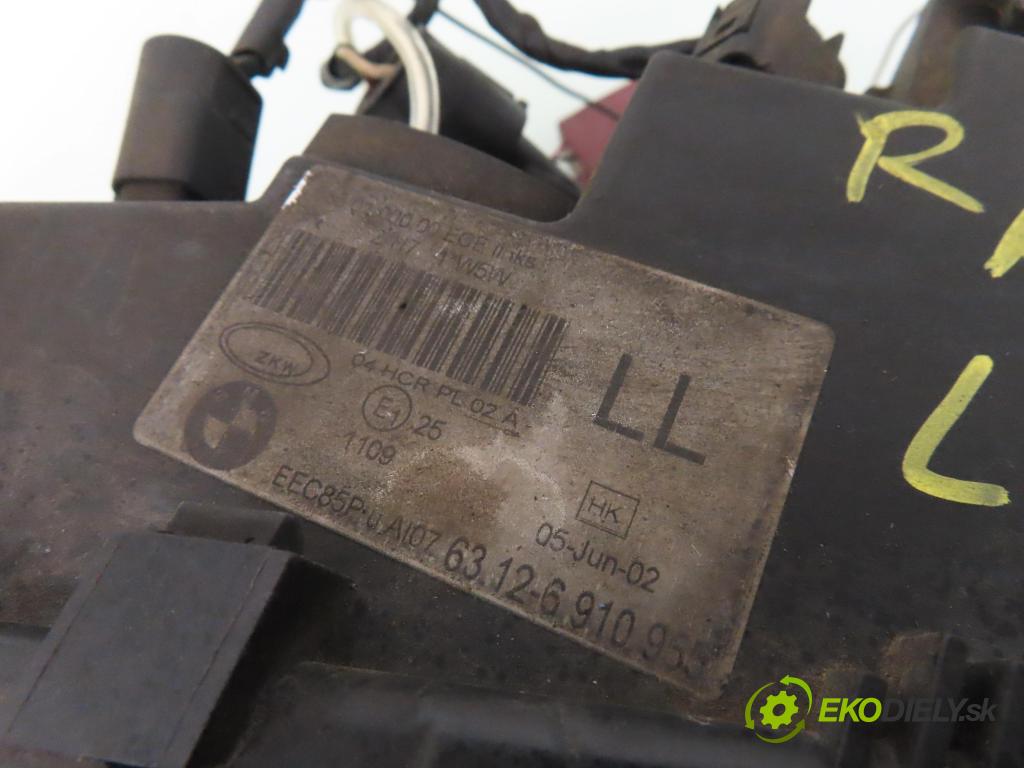 ECE links
4*W5W
LL
ZKW
04 HCR PL 02 A
E1 25
1109
HK
EEC85P u.AI07
05-Jun-02
63.12-6 910
R
L
EKODIELY.sk